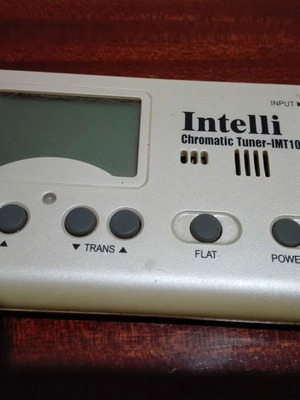 INPUT
Intelli
Chromatic Tuner-IMT10
▲ ▼ TRANS ▲ FLAT POWE